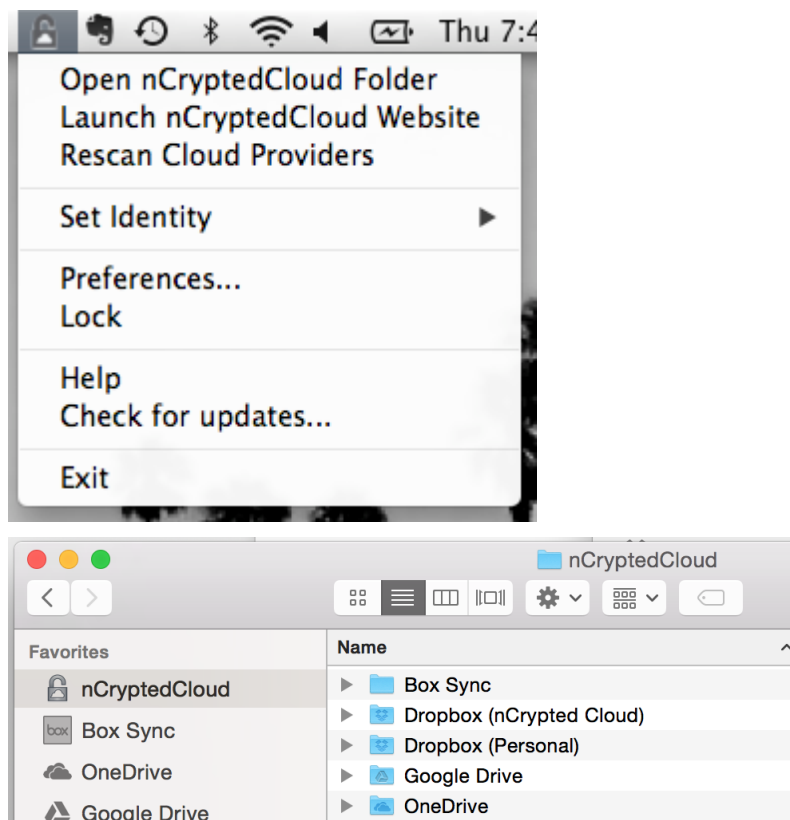 Thu 7:4
Open nCryptedCloud Folder
Launch nCryptedCloud Website
Rescan Cloud Providers
Set Identity
Preferences...
Lock
Help
Check for updates...
Exit
nCryptedCloud
Favorites
nCryptedCloud
box Box Sync
OneDrive
Google Drive
Name
Box Sync
Dropbox (nCrypted Cloud)
Dropbox (Personal)
Google Drive
OneDrive